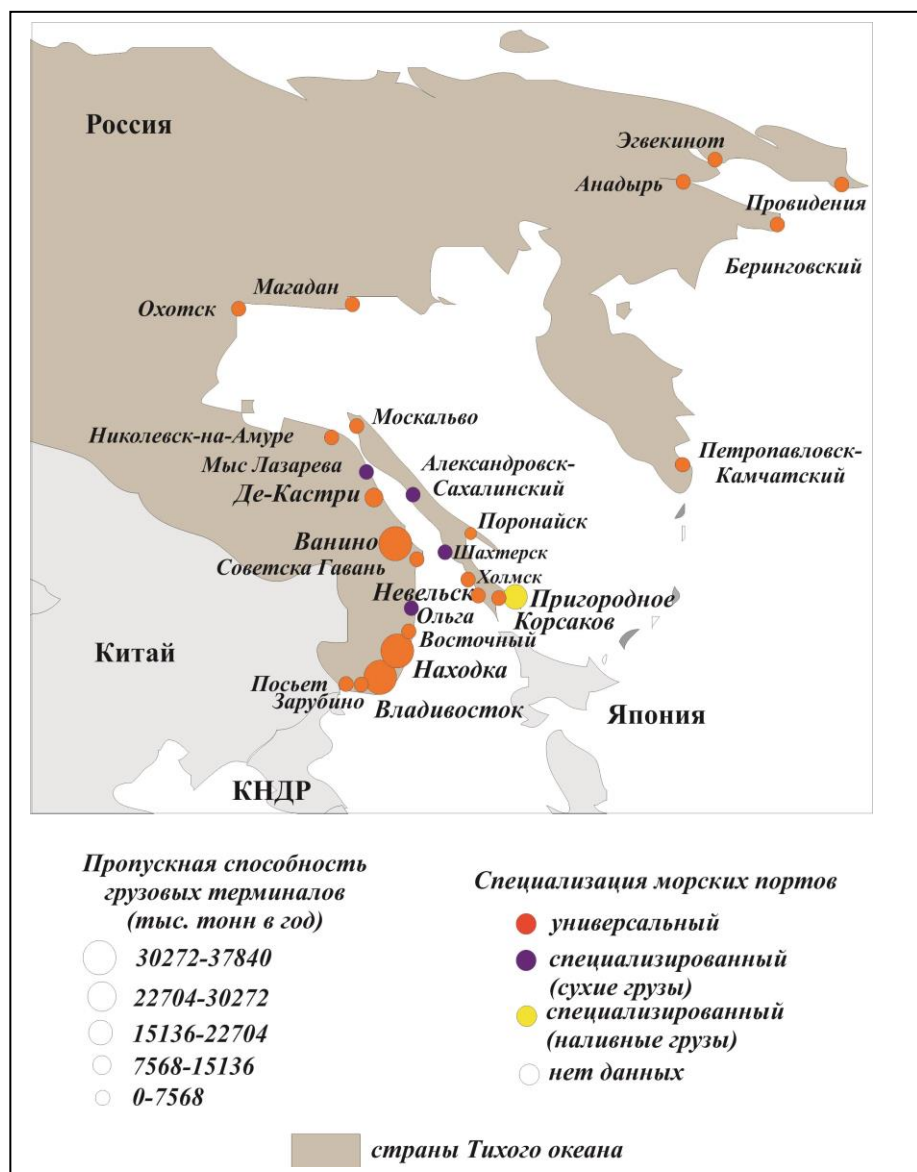 Россия
Эгвекинот
Анадырь
Провидения
Беринговский
Магадан
Охотск
Москальво
Николевск-на-Амуре
Мыс Лазарева
Александровск-
Сахалинский
Петропавловск-
Камчатский
Де-Кастри
Поронайск
Ванино
Шахтерск
Советска Гавань
Холмск
Невельск
Пригородное
Ольга
Корсаков
Восточный
Китай
Находка
Посьет
Зарубино
Владивосток
Япония
КНДР
Пропускная способность
грузовых терминалов
(тыс. тонн в год)
30272-37840
22704-30272
15136-22704
7568-15136
0-7568
Специализация морских портов
универсальный
специализированный
(сухие грузы)
специализированный
(наливные грузы)
нет данных
страны Тихого океана